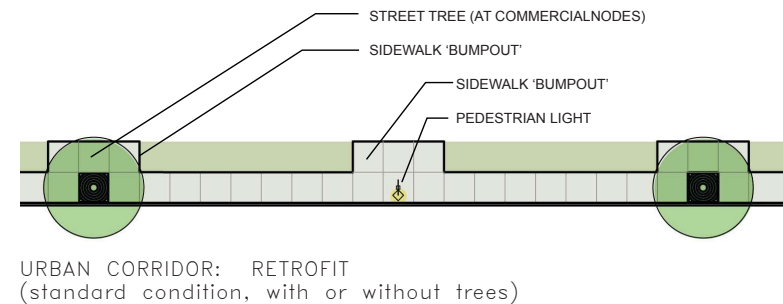 STREET TREE (AT COMMERCIALNODES)
SIDEWALK ‘BUMPOUT’
SIDEWALK ‘BUMPOUT’
PEDESTRIAN LIGHT
URBAN CORRIDOR: RETROFIT
(standard condition, with or without trees)